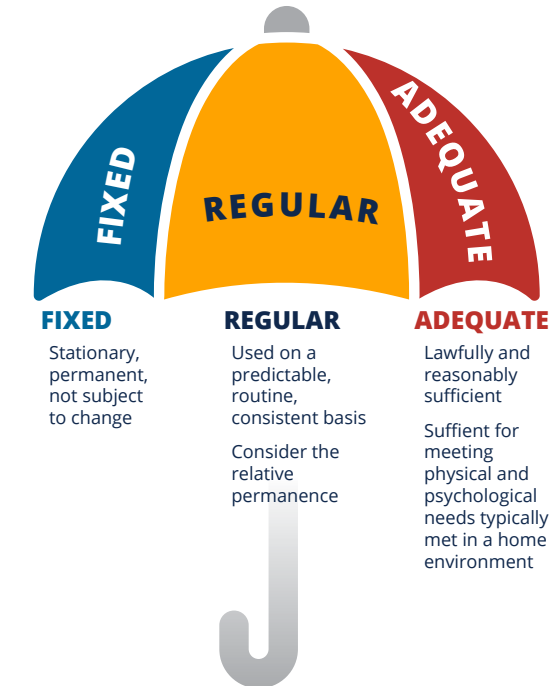 FIXED
REGULAR
ADEQUATE
FIXED
Stationary,
permanent,
not subject
to change
REGULAR
Used on a
predictable,
routine,
consistent basis
Consider the
relative
permanence
ADEQUATE
Lawfully and
reasonably
sufficient
Suffient for
meeting
physical and
psychological
needs typically
met in a home
environment